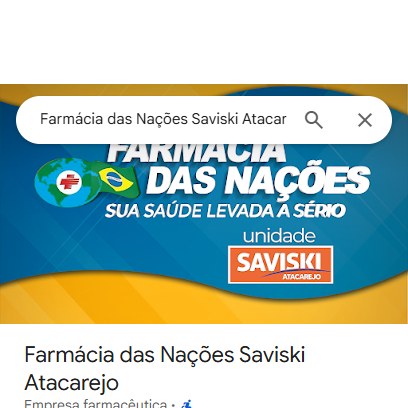 Farmácia das Nações Saviski Atacar
FARMÁCIA
DAS NAÇÕES
SUA SAÚDE LEVADA A SÉRIO
unidade
SAVISKI
ATACAREJO
Farmácia das Nações Saviski
Atacarejo
Empresa farmacêutica ·